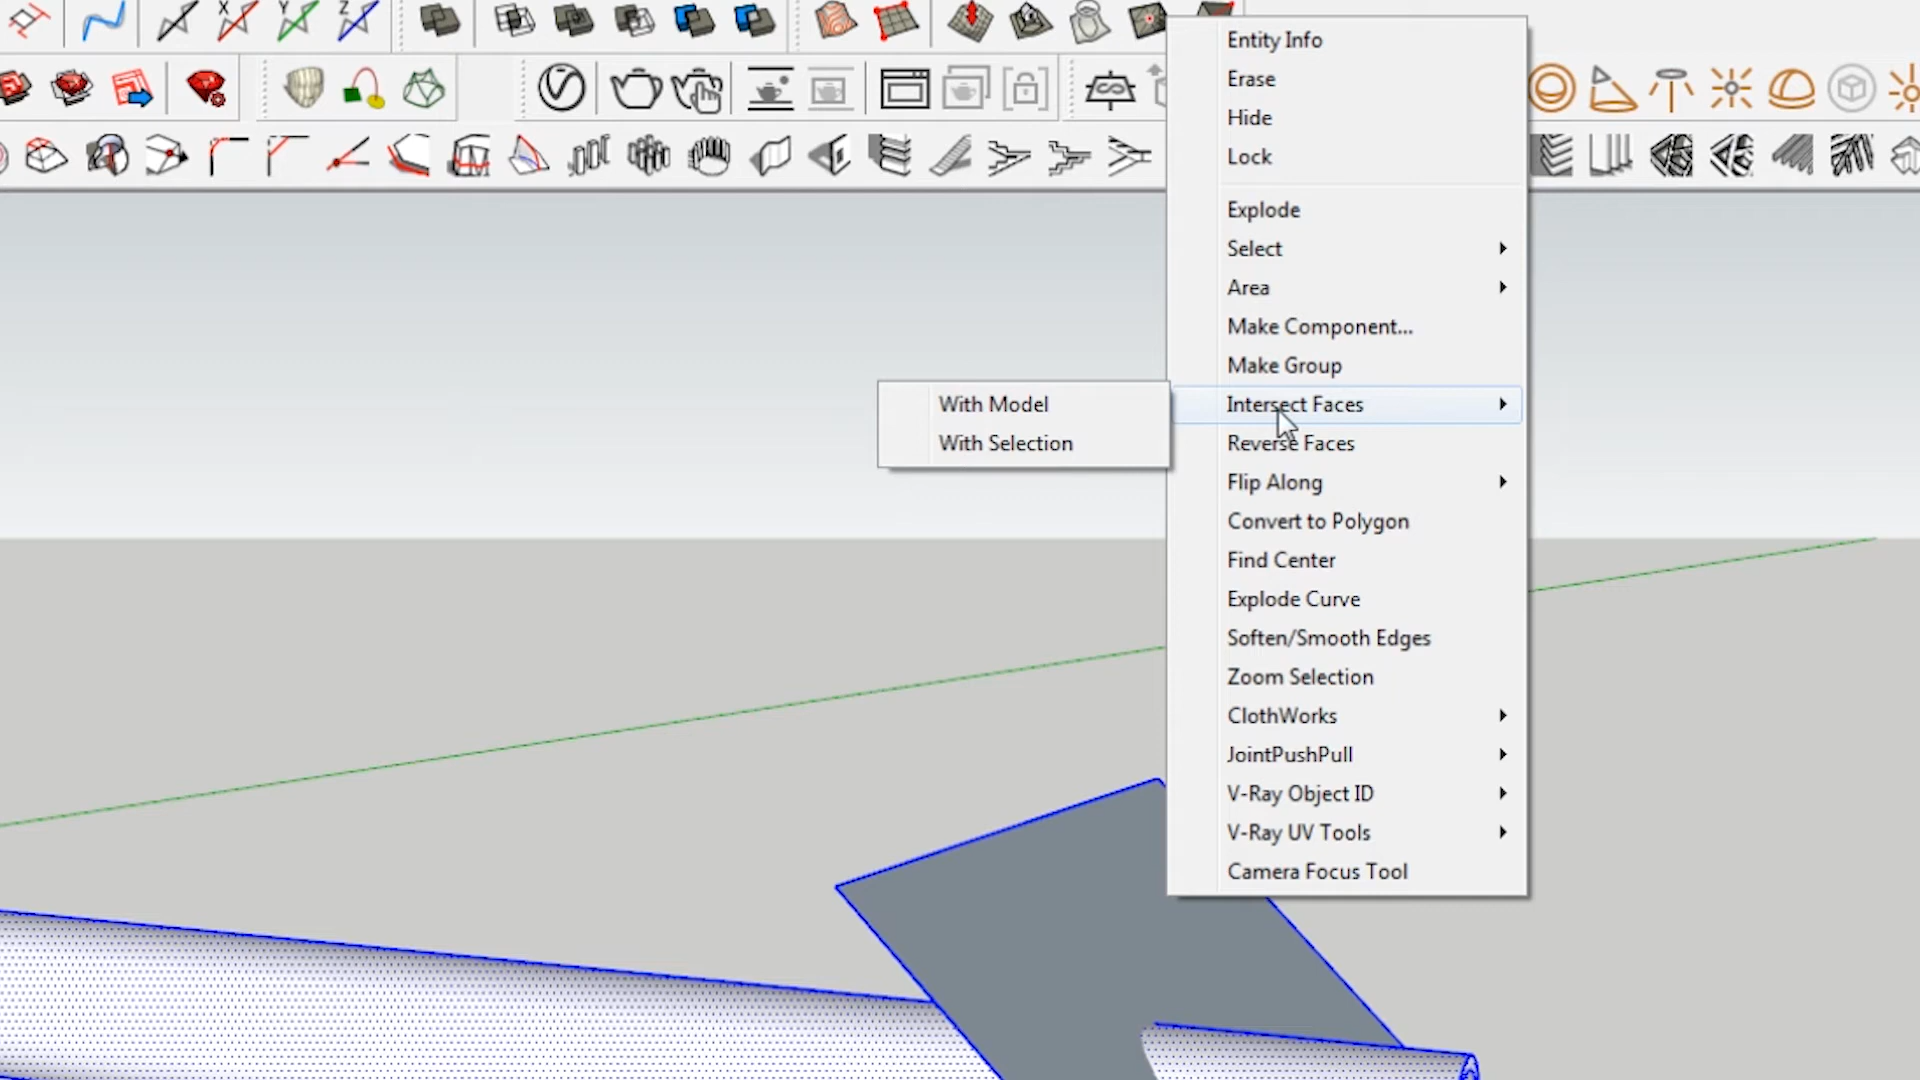 X
Y
Z
Entity Info
Erase
Hide
Lock
Explode
Select
Area
Make Component...
Make Group
With Model
Intersect Faces
With Selection
Reverse Faces
Flip Along
Convert to Polygon
Find Center
Explode Curve
Soften/Smooth Edges
Zoom Selection
ClothWorks
JointPushPull
V-Ray Object ID
V-Ray UV Tools
Camera Focus Tool